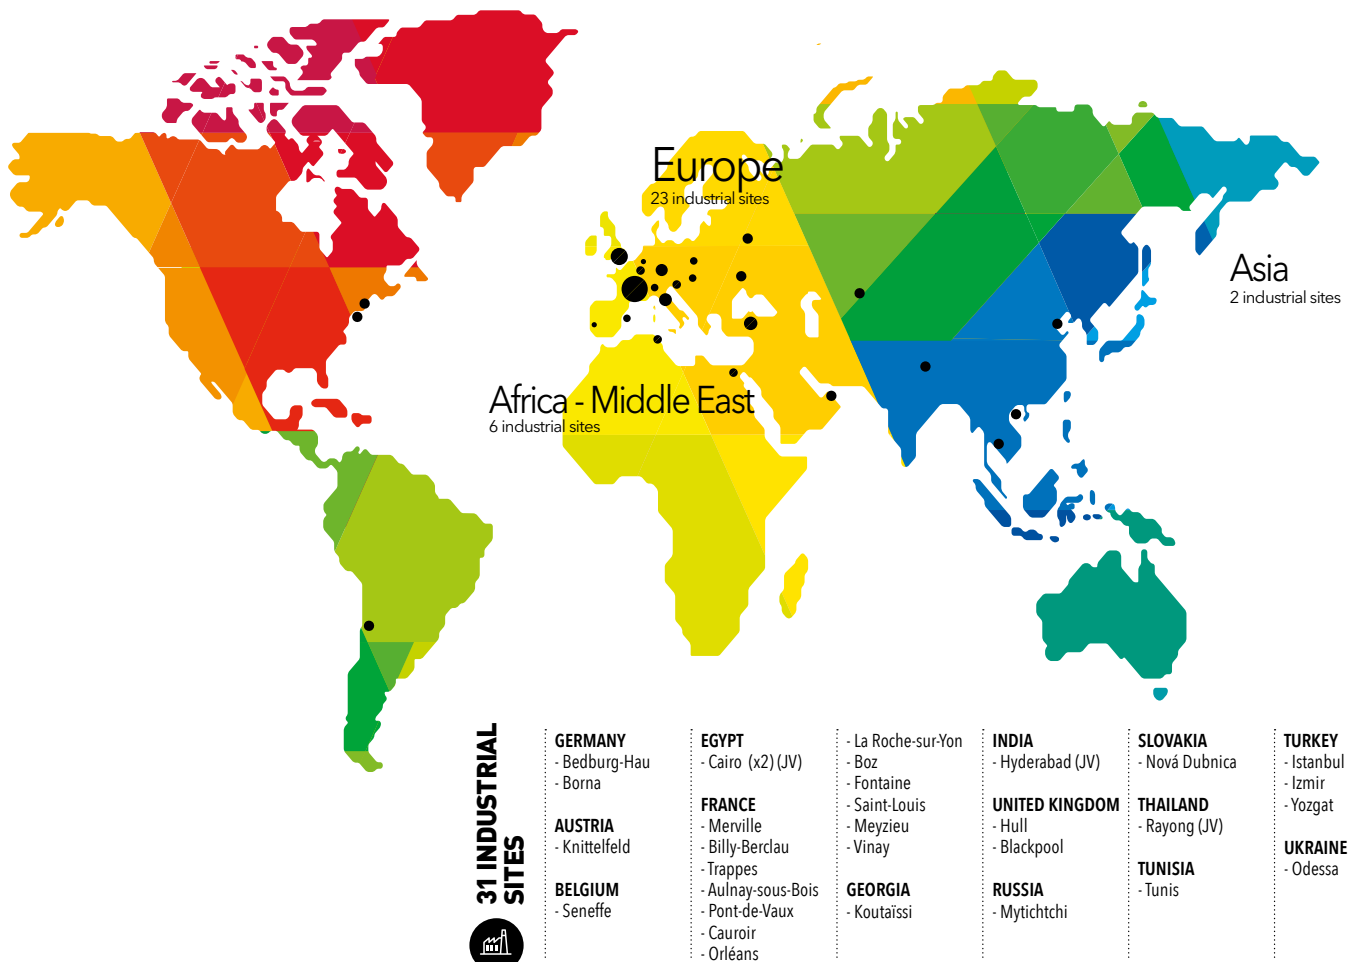 Europe
23 industrial sites
Asia
2 industrial sites
Africa - Middle East
6 industrial sites
31 INDUSTRIAL
SITES
GERMANY
- Bedburg-Hau
- Borna
AUSTRIA
- Knittelfeld
BELGIUM
- Seneffe
EGYPT
- Cairo (x2) (JV)
FRANCE
- Merville
- Billy-Berclau
- Trappes
- Aulnay-sous-Bois
- Pont-de-Vaux
- Cauroir
- Orléans
- La Roche-sur-Yon
- Boz
- Fontaine
- Saint-Louis
- Meyzieu
- Vinay
GEORGIA
- Koutaïssi
INDIA
- Hyderabad (JV)
UNITED KINGDOM
- Hull
- Blackpool
RUSSIA
- Mytichtchi
SLOVAKIA
- Nová Dubnica
THAILAND
- Rayong (JV)
TUNISIA
- Tunis
TURKEY
- Istanbul
- Izmir
- Yozgat
UKRAINE
- Odessa